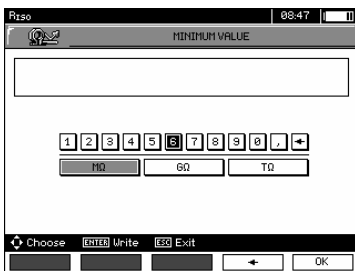 RISO 08:47
MINIMUM VALUE
1 2 3 4 5 6 7 8 9 0 , ←
MΩ GΩ TΩ
Choose ENTER Write ESC Exit
← OK